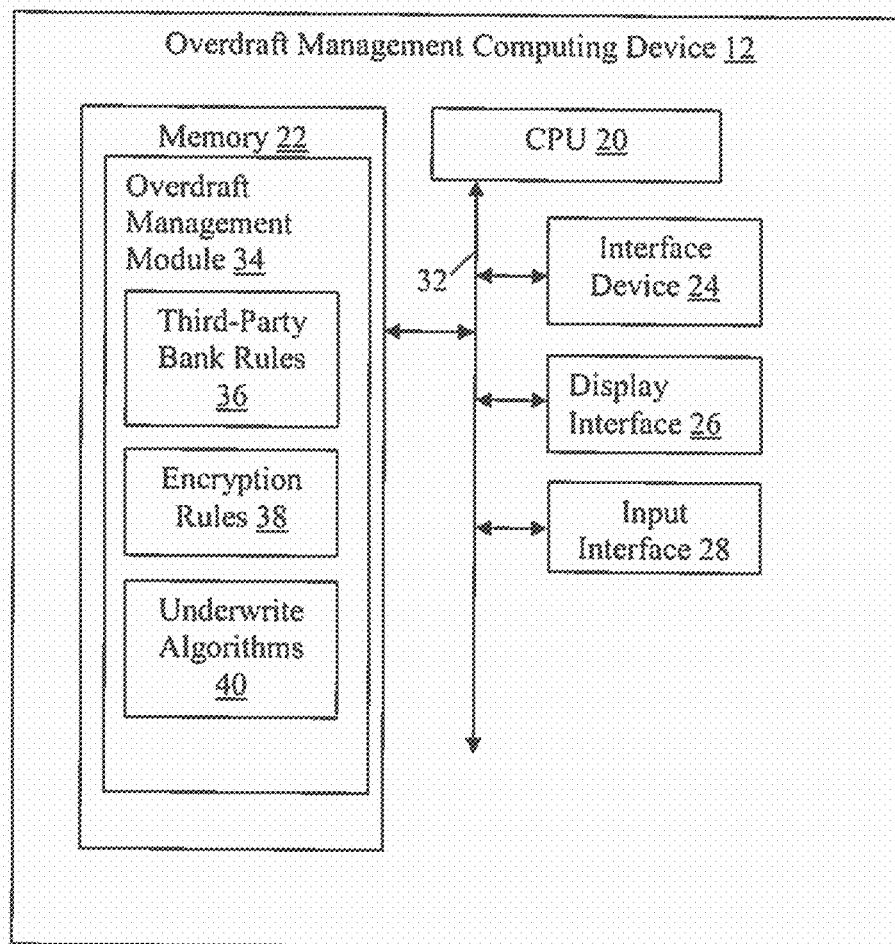 Overdraft Management Computing Device 12
Memory 22
Overdraft
Management
Module 34
Third-Party
Bank Rules
36
Encryption
Rules 38
Underwrite
Algorithms
40
CPU 20
32
Interface
Device 24
Display
Interface 26
Input
Interface 28